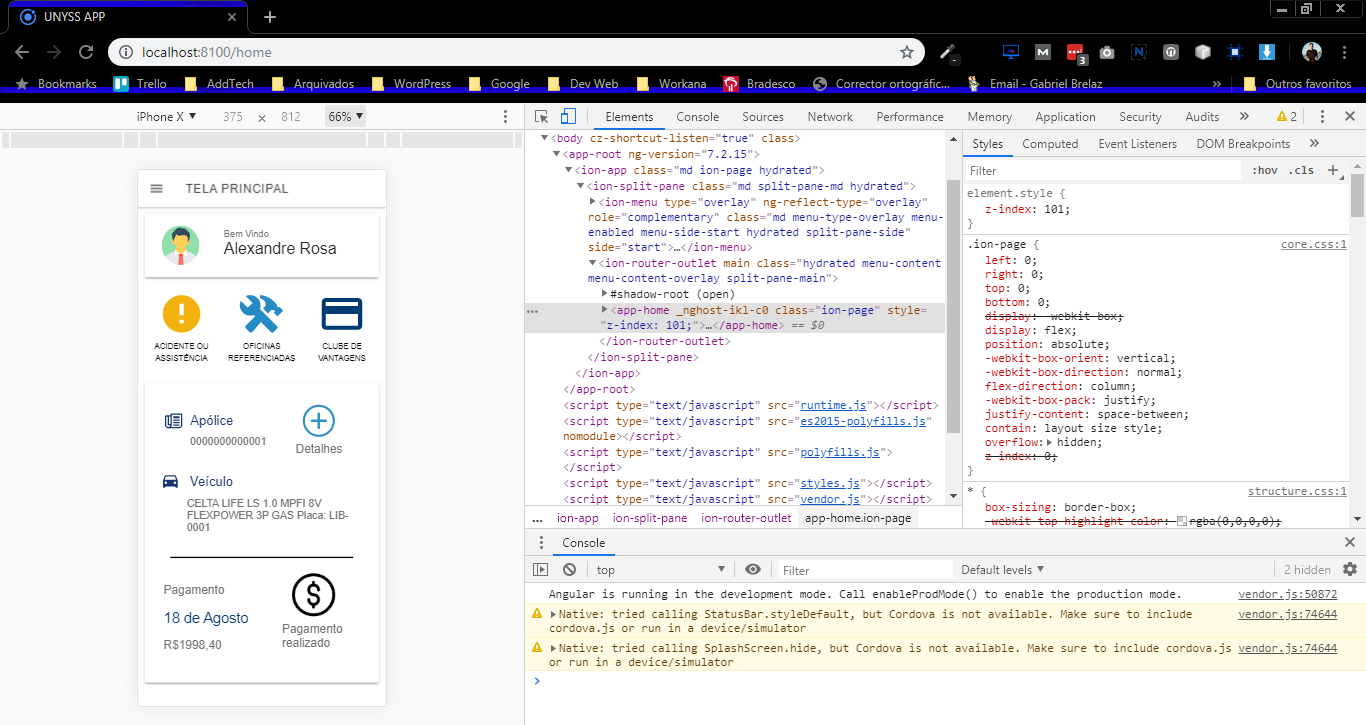 UNYSS APP
localhost:8100/home
3
Bookmarks Trello AddTech Arquivados WordPress Google Dev Web Workana Bradesco Corrector ortográfic... Email - Gabriel Brelaz » Outros favoritos
iPhone X ▼ 375 × 812 66% ▼
TELA PRINCIPAL
Bem Vindo
Alexandre Rosa
ACIDENTE OU
ASSISTÊNCIA
OFICINAS
REFERENCIADAS
CLUBE DE
VANTAGENS
Apólice
0000000000001
Detalhes
Veículo
CELTA LIFE LS 1.0 MPFI 8V
FLEXPOWER 3P GAS Placa: LIB-
0001
Pagamento
18 de Agosto
R$1998,40
Pagamento
realizado
Elements Console Sources Network Performance Memory Application Security Audits » 2
<body cz-shortcut-listen="true" class>
<app-root ng-version="7.2.15">
<ion-app class="md ion-page hydrated">
<ion-split-pane class="md split-pane-md hydrated">
<ion-menu type="overlay" ng-reflect-type="overlay"
role="complementary" class="md menu-type-overlay menu-
enabled menu-side-start hydrated split-pane-side"
side="start">…</ion-menu>
<ion-router-outlet main class="hydrated menu-content
menu-content-overlay split-pane-main">
#shadow-root (open)
<app-home _nghost-ikl-c0 class="ion-page" style=
"z-index: 101;">…</app-home> == $0
</ion-router-outlet>
</ion-split-pane>
</ion-app>
</app-root>
<script type="text/javascript" src="runtime.js"></script>
<script type="text/javascript" src="es2015-polyfills.js"
nomodule></script>
<script type="text/javascript" src="polyfills.js">
</script>
<script type="text/javascript" src="styles.js"></script>
<script type="text/javascript" src="vendor.js"></script>
... ion-app ion-split-pane ion-router-outlet app-home.ion-page
Styles Computed Event Listeners DOM Breakpoints »
Filter :hov .cls +
element.style {
z-index: 101;
}
.ion-page { core.css:1
left: 0;
right: 0;
top: 0;
bottom: 0;
display: -webkit-box;
display: flex;
position: absolute;
-webkit-box-orient: vertical;
-webkit-box-direction: normal;
flex-direction: column;
-webkit-box-pack: justify;
justify-content: space-between;
contain: layout size style;
overflow: hidden;
z-index: 0;
}
* { structure.css:1
box-sizing: border-box;
-webkit-tap-highlight-color: rgba(0,0,0,0);
Console
top ▼ Filter Default levels ▼ 2 hidden
Angular is running in the development mode. Call enableProdMode() to enable the production mode. vendor.js:50872
Native: tried calling StatusBar.styleDefault, but Cordova is not available. Make sure to include vendor.js:74644
cordova.js or run in a device/simulator
Native: tried calling SplashScreen.hide, but Cordova is not available. Make sure to include cordova.js vendor.js:74644
or run in a device/simulator